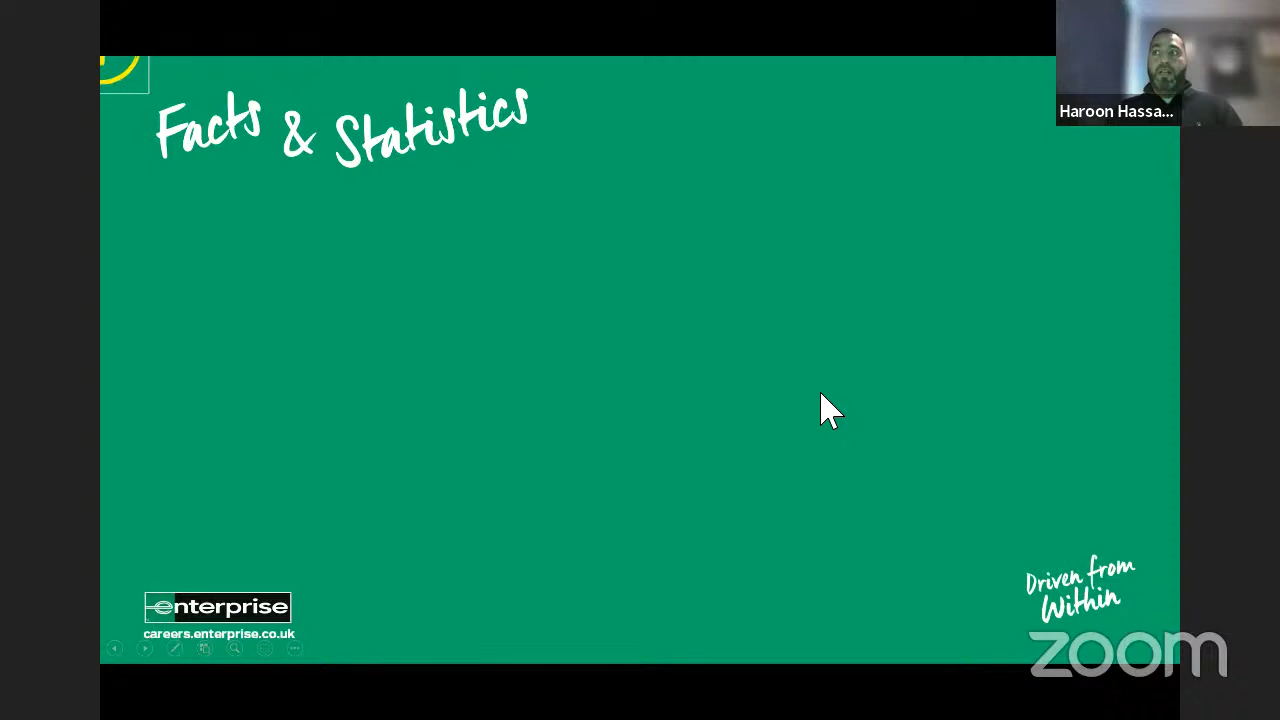 Haroon Hassa...
Facts & Statistics
Driven from
Within
enterprise
careers.enterprise.co.uk
zoom